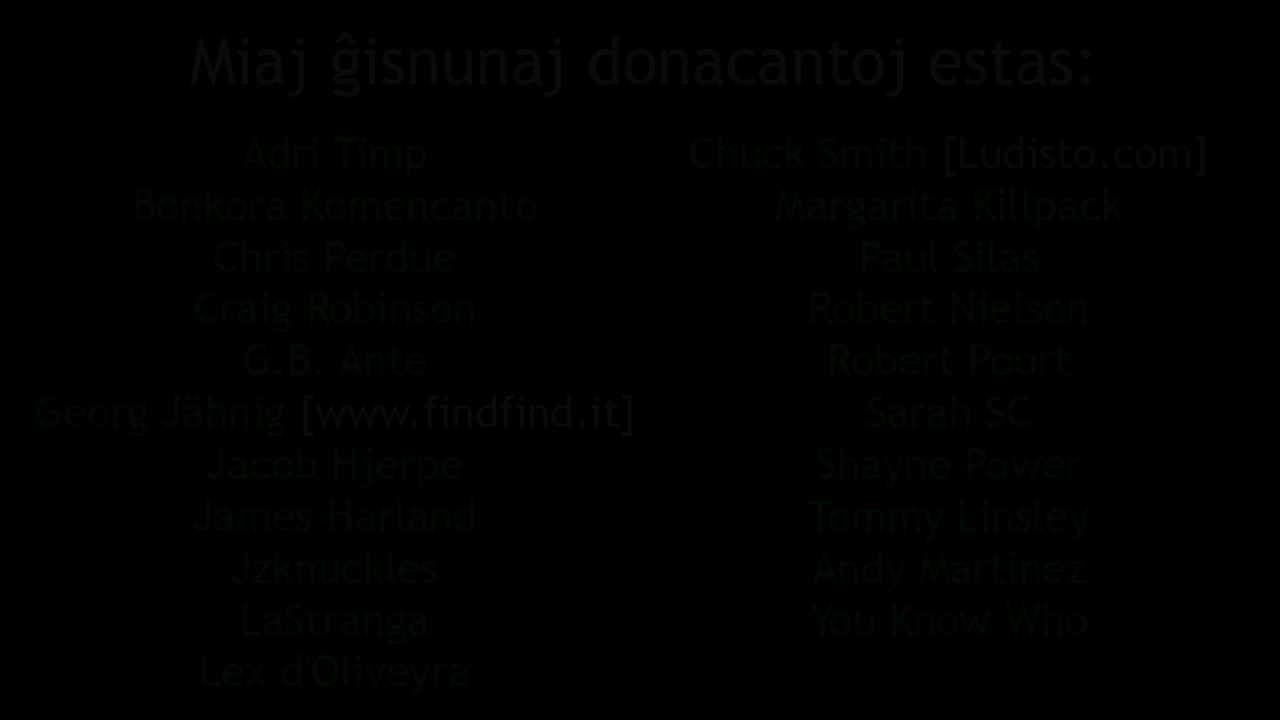 Miaj ĝisnunaj donacantoj estas:
Adri Timp
Bonkora Komencanto
Chris Perdue
Craig Robinson
G.B. Ante
Georg Jähnig [www.findfind.it]
Jacob Hjerpe
James Harland
Jzknuckles
LaStranga
Lex d'Oliveyra
Chuck Smith [Ludisto.com]
Margarita Killpack
Paul Silas
Robert Nielson
Robert Poort
Sarah SC
Shayne Power
Tommy Linsley
Andy Martinez
You Know Who